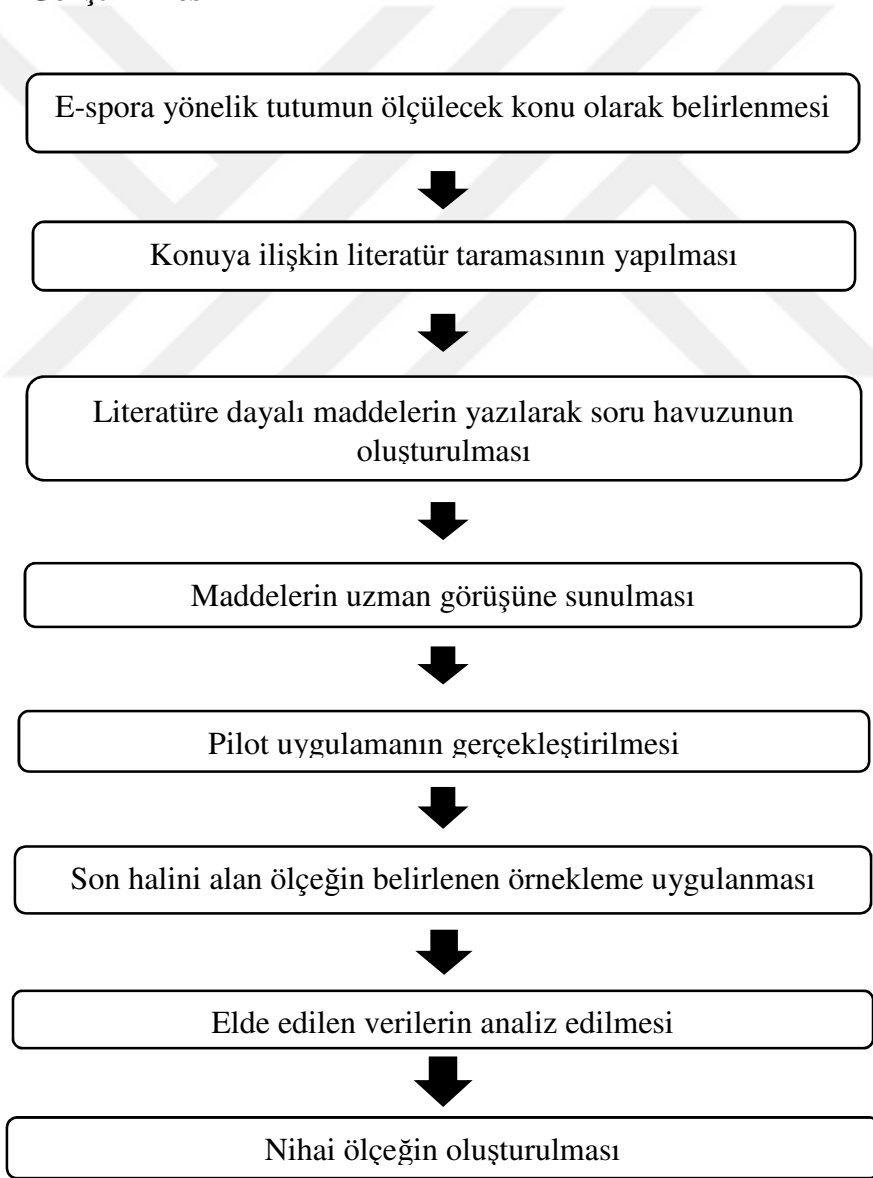 E-spora yönelik tutumun ölçülecek konu olarak belirlenmesi
Konuya ilişkin literatür taramasının yapılması
Literatüre dayalı maddelerin yazılarak soru havuzunun
oluşturulması
Maddelerin uzman görüşüne sunulması
Pilot uygulamanın gerçekleştirilmesi
Son halini alan ölçeğin belirlenen örnekleme uygulanması
Elde edilen verilerin analiz edilmesi
Nihai ölçeğin oluşturulması